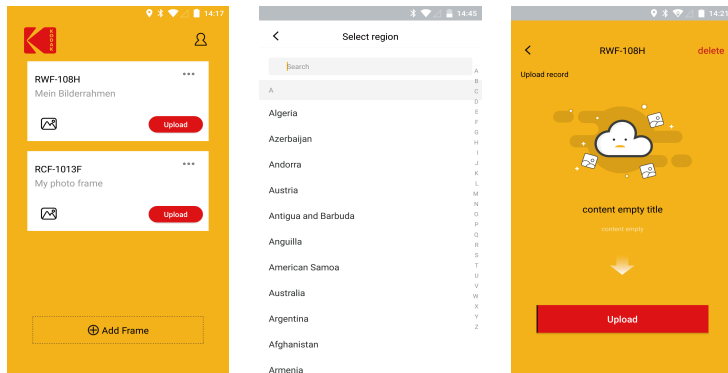 14:17
KODAK
RWF-108H
Mein Bilderrahmen
Upload
RCF-1013F
My photo frame
Upload
Add Frame
14:45
Select region
Search
A
Algeria
Azerbaijan
Andorra
Austria
Antigua and Barbuda
Anguilla
American Samoa
Australia
Argentina
Afghanistan
Armenia
A
B
C
D
E
F
G
H
I
J
K
L
M
N
O
P
Q
R
S
T
U
V
W
X
Y
Z
14:21
RWF-108H
delete
Upload record
content empty title
content empty
Upload